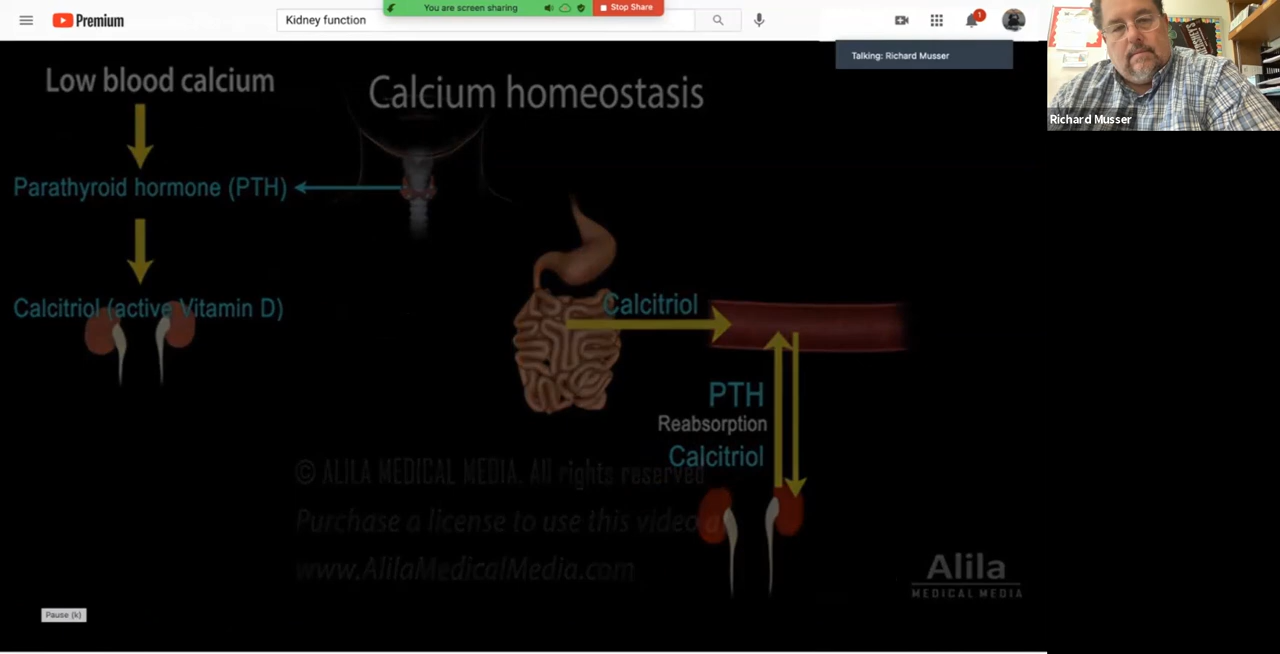 Premium
Kidney function
You are screen sharing
Stop Share
1
Talking: Richard Musser
Richard Musser
Low blood calcium
Calcium homeostasis
Parathyroid hormone (PTH)
Calcitriol (active Vitamin D)
Calcitriol
PTH
Reabsorption
Calcitriol
© ALILA MEDICAL MEDIA. All rights reserved
Purchase a license to use this video a
www.AlilaMedicalMedia.com
Alila
MEDICAL MEDIA
Pause (k)